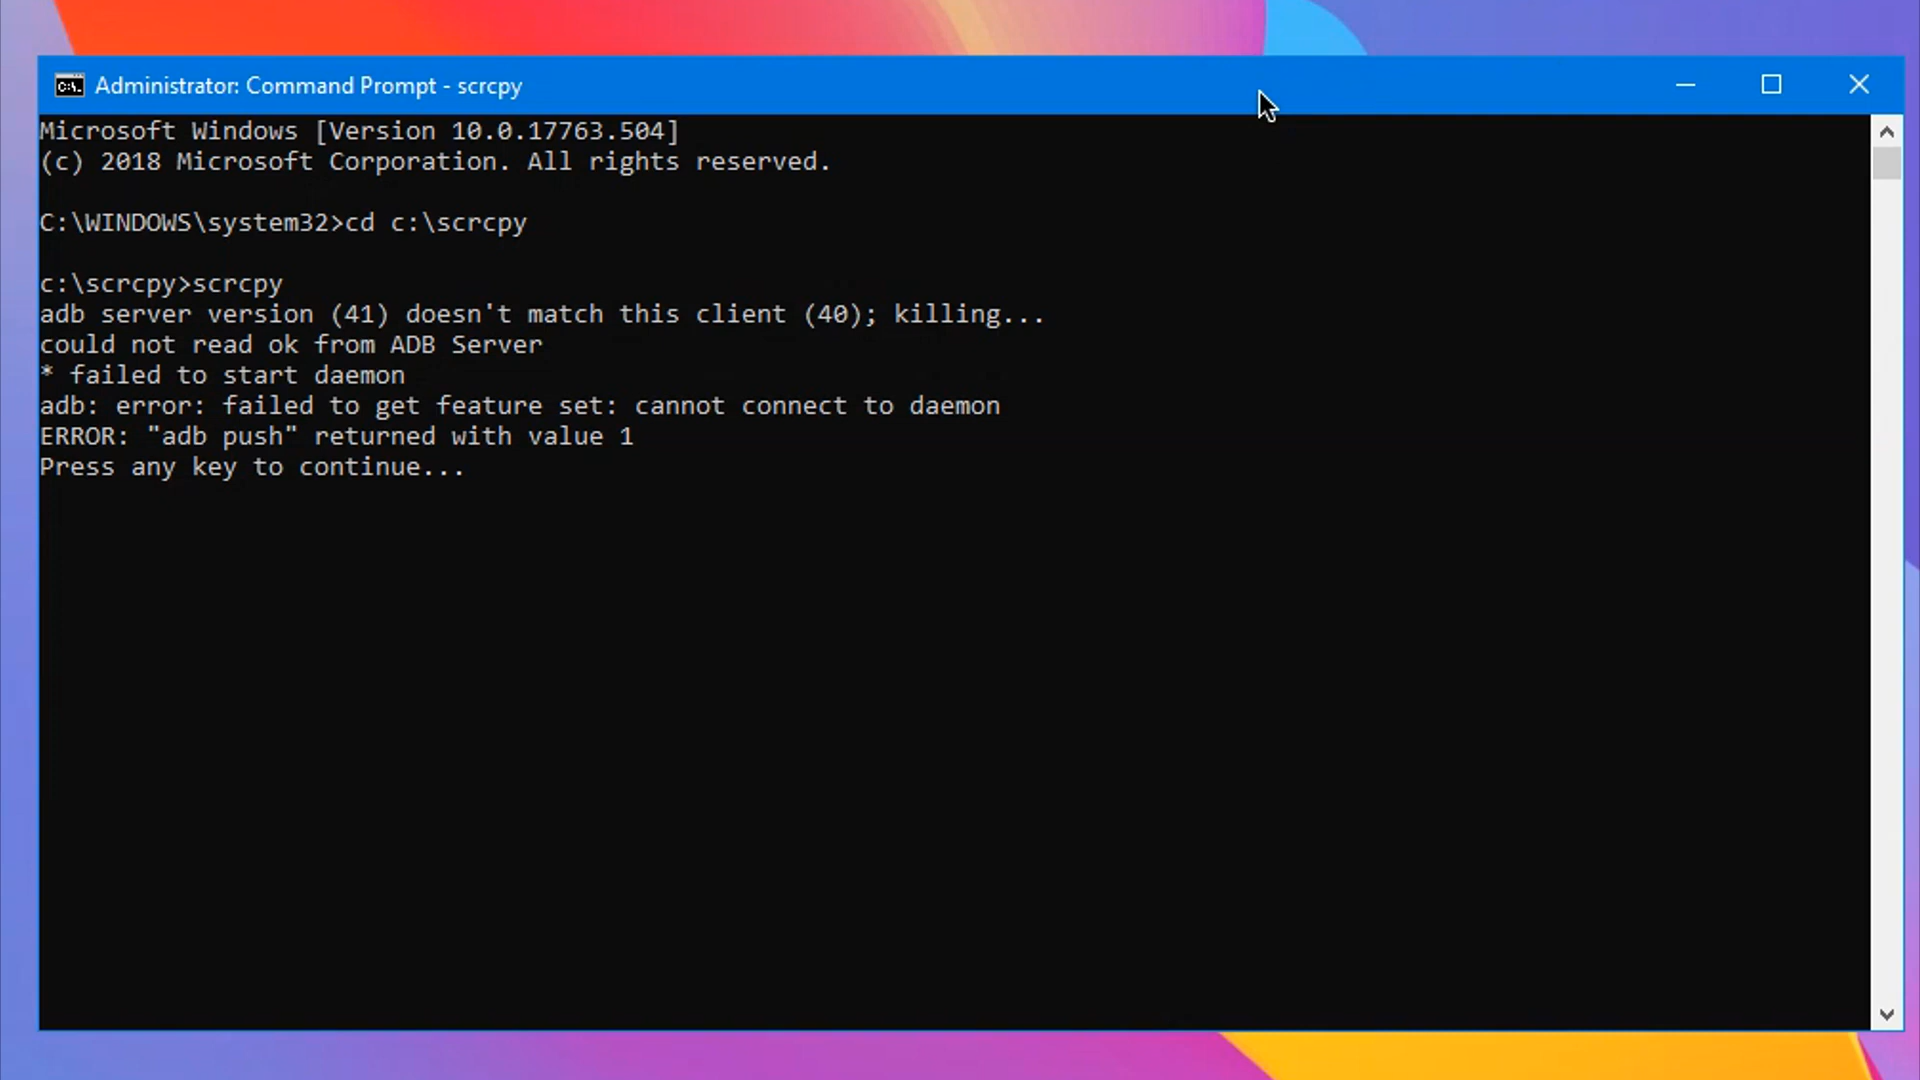 Administrator: Command Prompt - scrcpy
Microsoft Windows [Version 10.0.17763.504]
(c) 2018 Microsoft Corporation. All rights reserved.
C:\WINDOWS\system32>cd c:\scrcpy
c:\scrcpy>scrcpy
adb server version (41) doesn't match this client (40); killing...
could not read ok from ADB Server
* failed to start daemon
adb: error: failed to get feature set: cannot connect to daemon
ERROR: "adb push" returned with value 1
Press any key to continue...